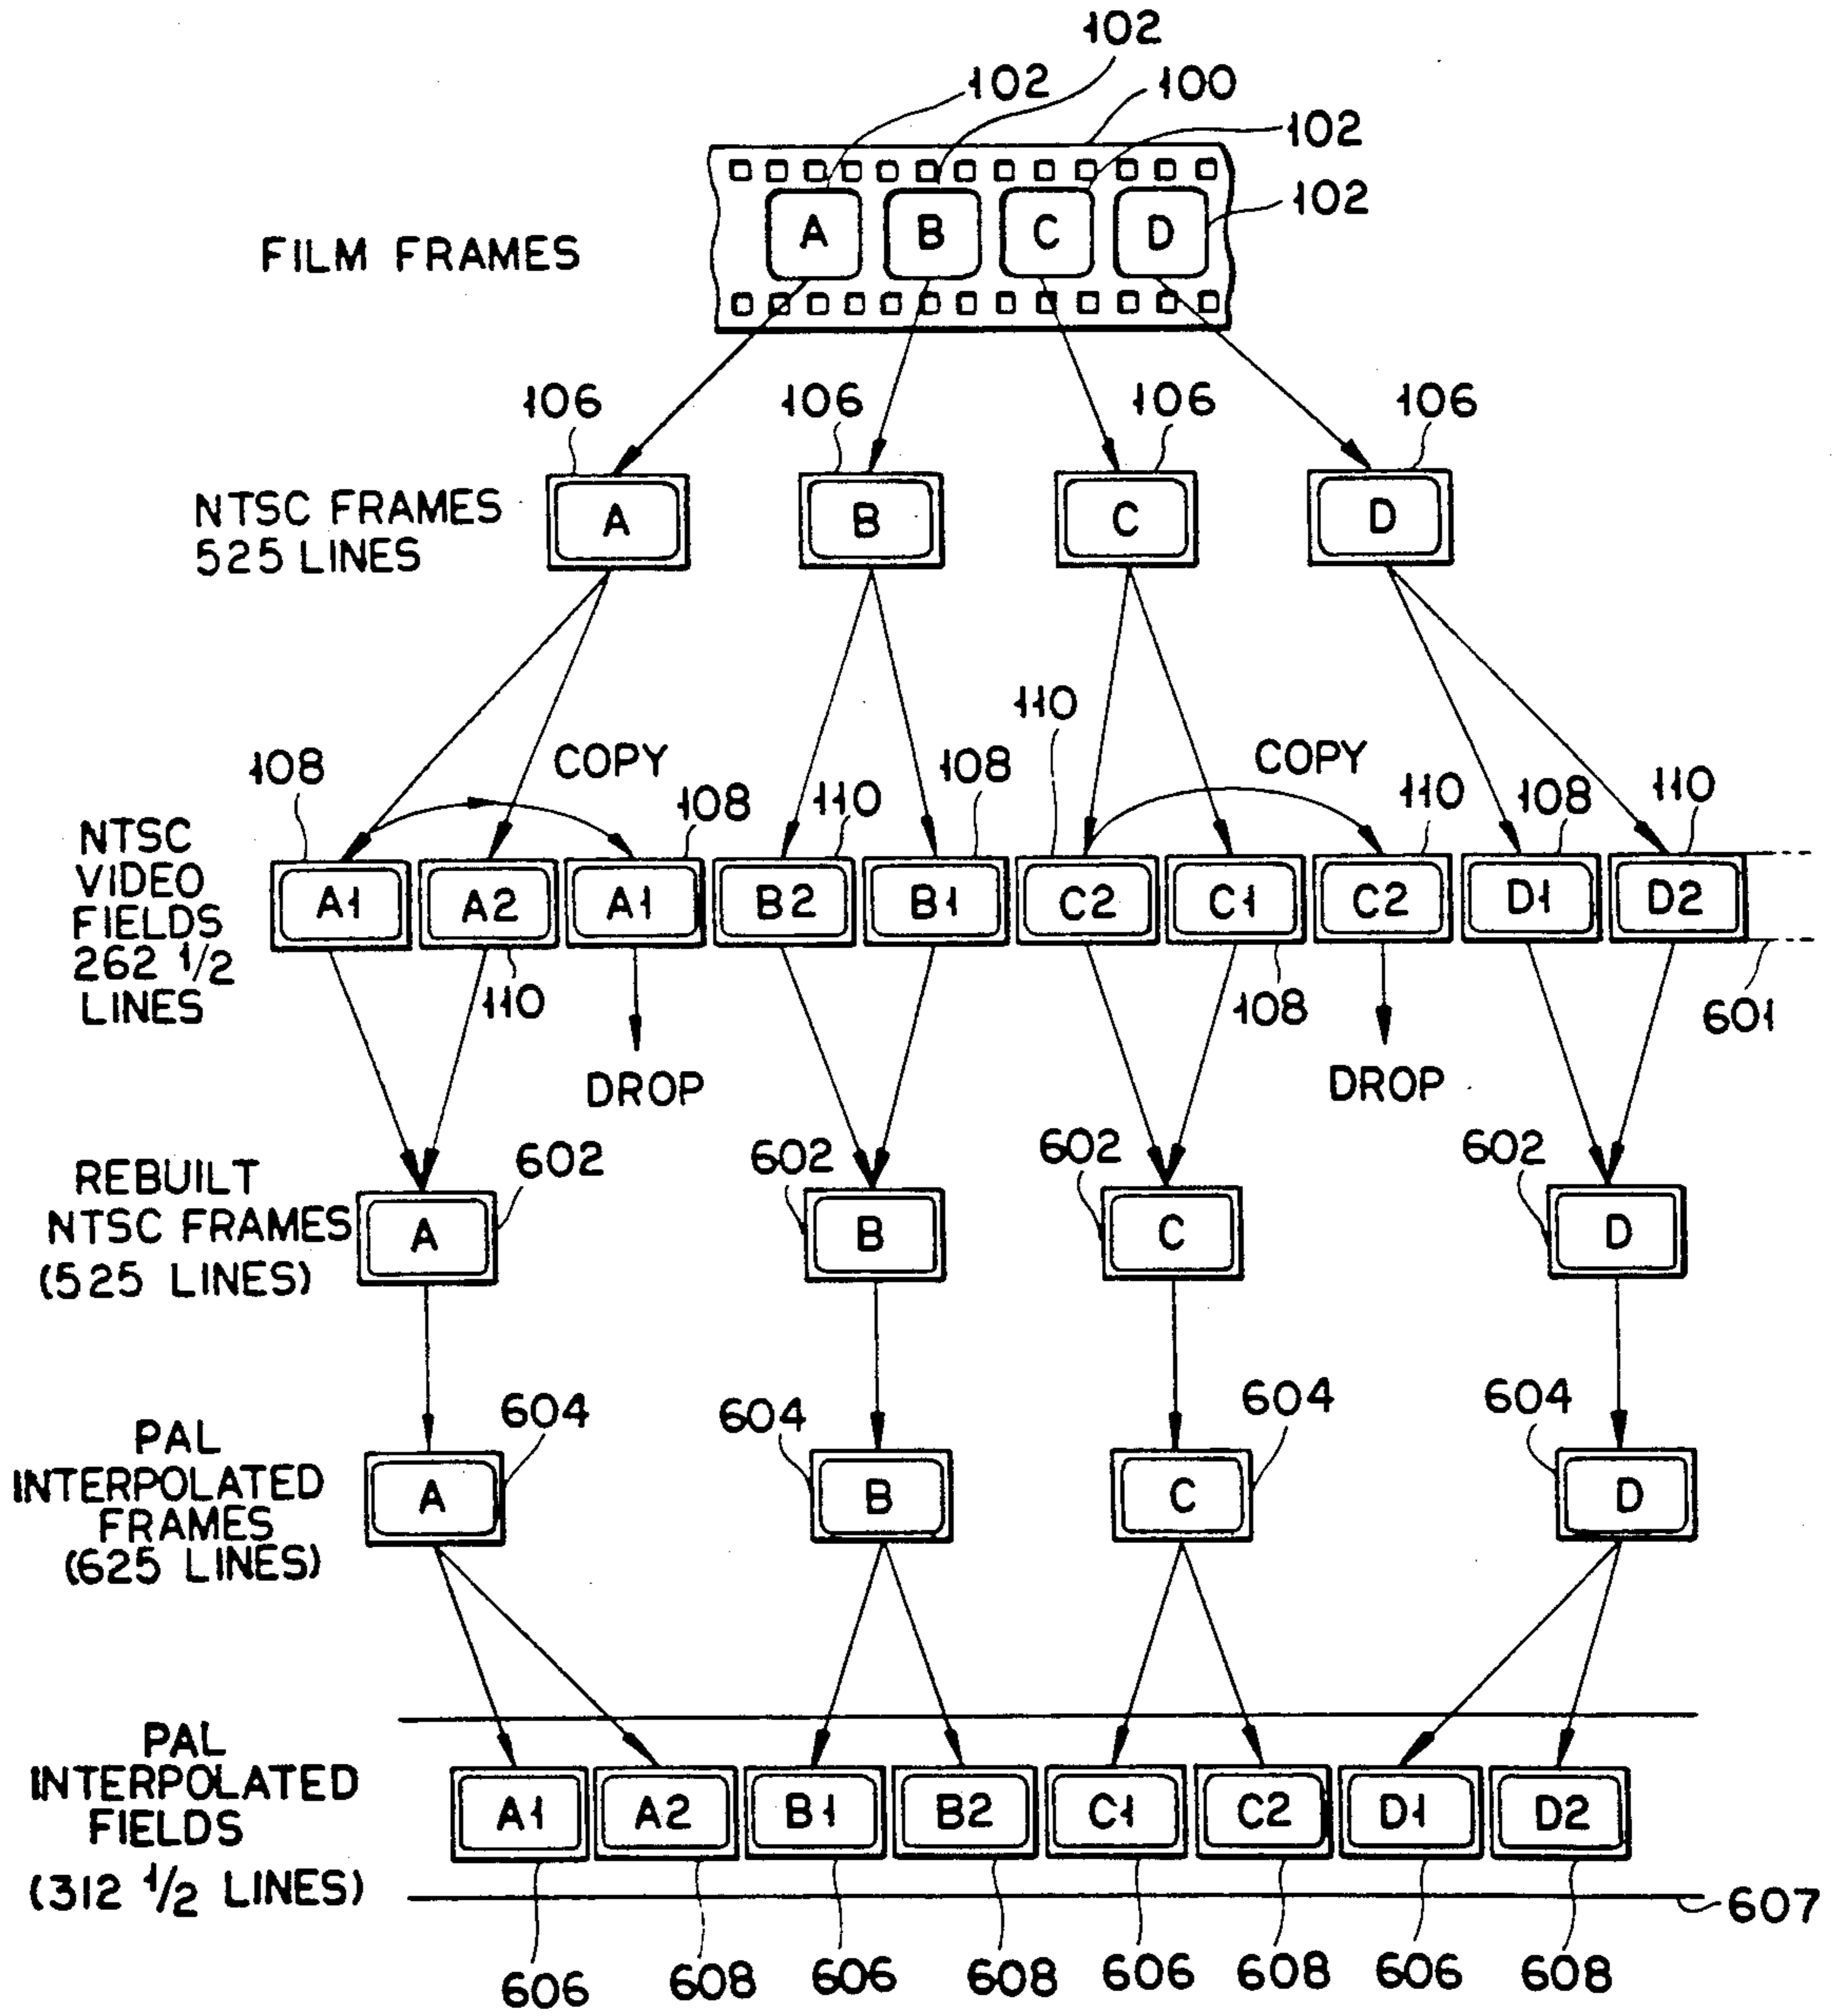 102
102 100
102
102
A B C D
FILM FRAMES
106 106 106 106
NTSC FRAMES
525 LINES
A B C D
110
108 COPY 108 110 108 COPY 110 108 110
NTSC
VIDEO
FIELDS
262 1/2
LINES
A1 A2 A1 B2 B1 C2 C1 C2 D1 D2
110 108 601
DROP DROP
602 602 602 602
REBUILT
NTSC FRAMES
(525 LINES)
A B C D
604 604 604 604
PAL
INTERPOLATED
FRAMES
(625 LINES)
A B C D
PAL
INTERPOLATED
FIELDS
(312 1/2 LINES)
A1 A2 B1 B2 C1 C2 D1 D2
607
606 608 606 608 606 608 606 608